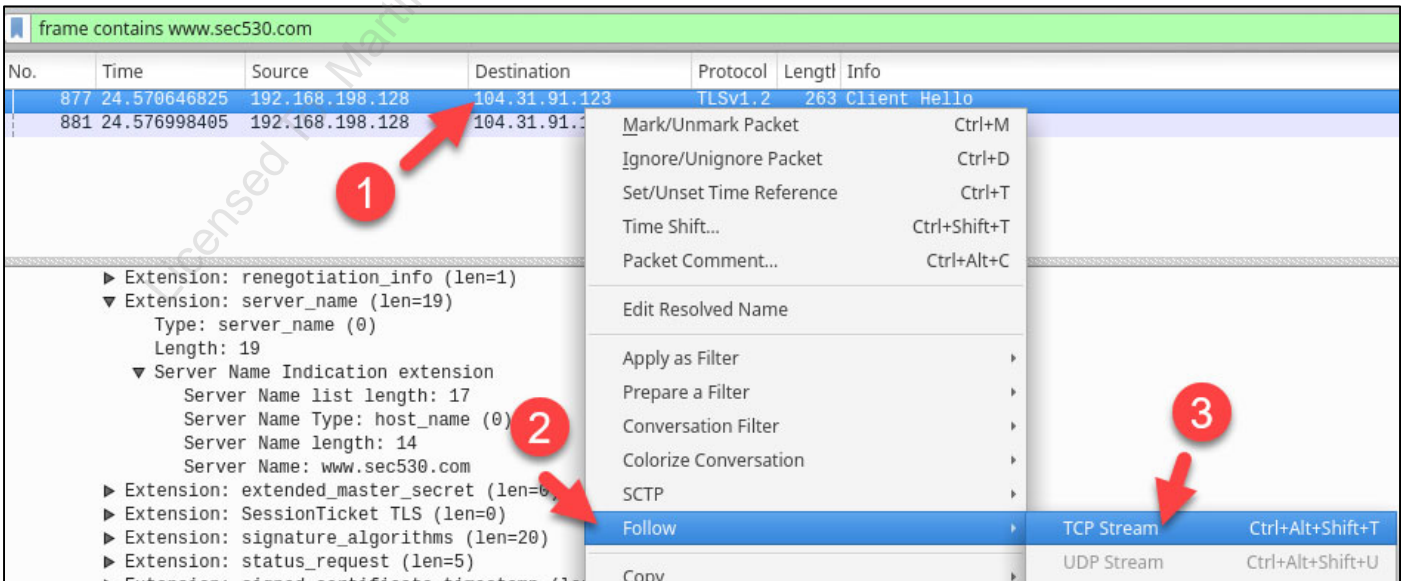 frame contains www.sec530.com
No. Time Source Destination Protocol Length Info
877 24.570646825 192.168.198.128 104.31.91.123 TLSv1.2 263 Client Hello
881 24.576998405 192.168.198.128 104.31.91.1
Mark/Unmark Packet Ctrl+M
Ignore/Unignore Packet Ctrl+D
Set/Unset Time Reference Ctrl+T
Time Shift... Ctrl+Shift+T
Packet Comment... Ctrl+Alt+C
Edit Resolved Name
Apply as Filter
Prepare a Filter
Conversation Filter
Colorize Conversation
SCTP
Follow
Copy
TCP Stream Ctrl+Alt+Shift+T
UDP Stream Ctrl+Alt+Shift+U
Extension: renegotiation_info (len=1)
Extension: server_name (len=19)
Type: server_name (0)
Length: 19
Server Name Indication extension
Server Name list length: 17
Server Name Type: host_name (0)
Server Name length: 14
Server Name: www.sec530.com
Extension: extended_master_secret (len=0)
Extension: SessionTicket TLS (len=0)
Extension: signature_algorithms (len=20)
Extension: status_request (len=5)
1
2
3
Licensed